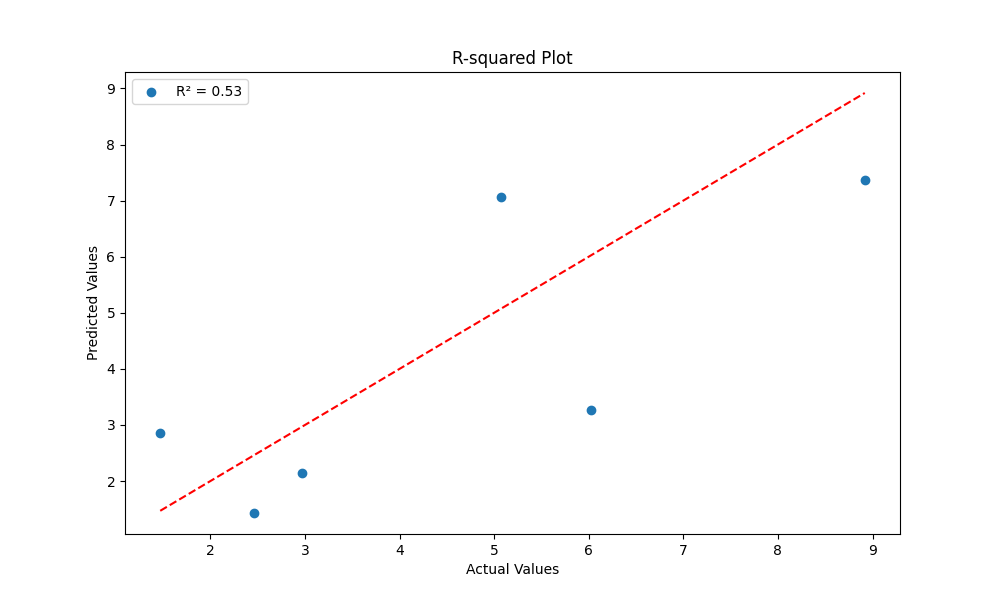 R-squared Plot
R² = 0.53
9
8
7
6
5
4
3
2
Predicted Values
2 3 4 5 6 7 8 9
Actual Values